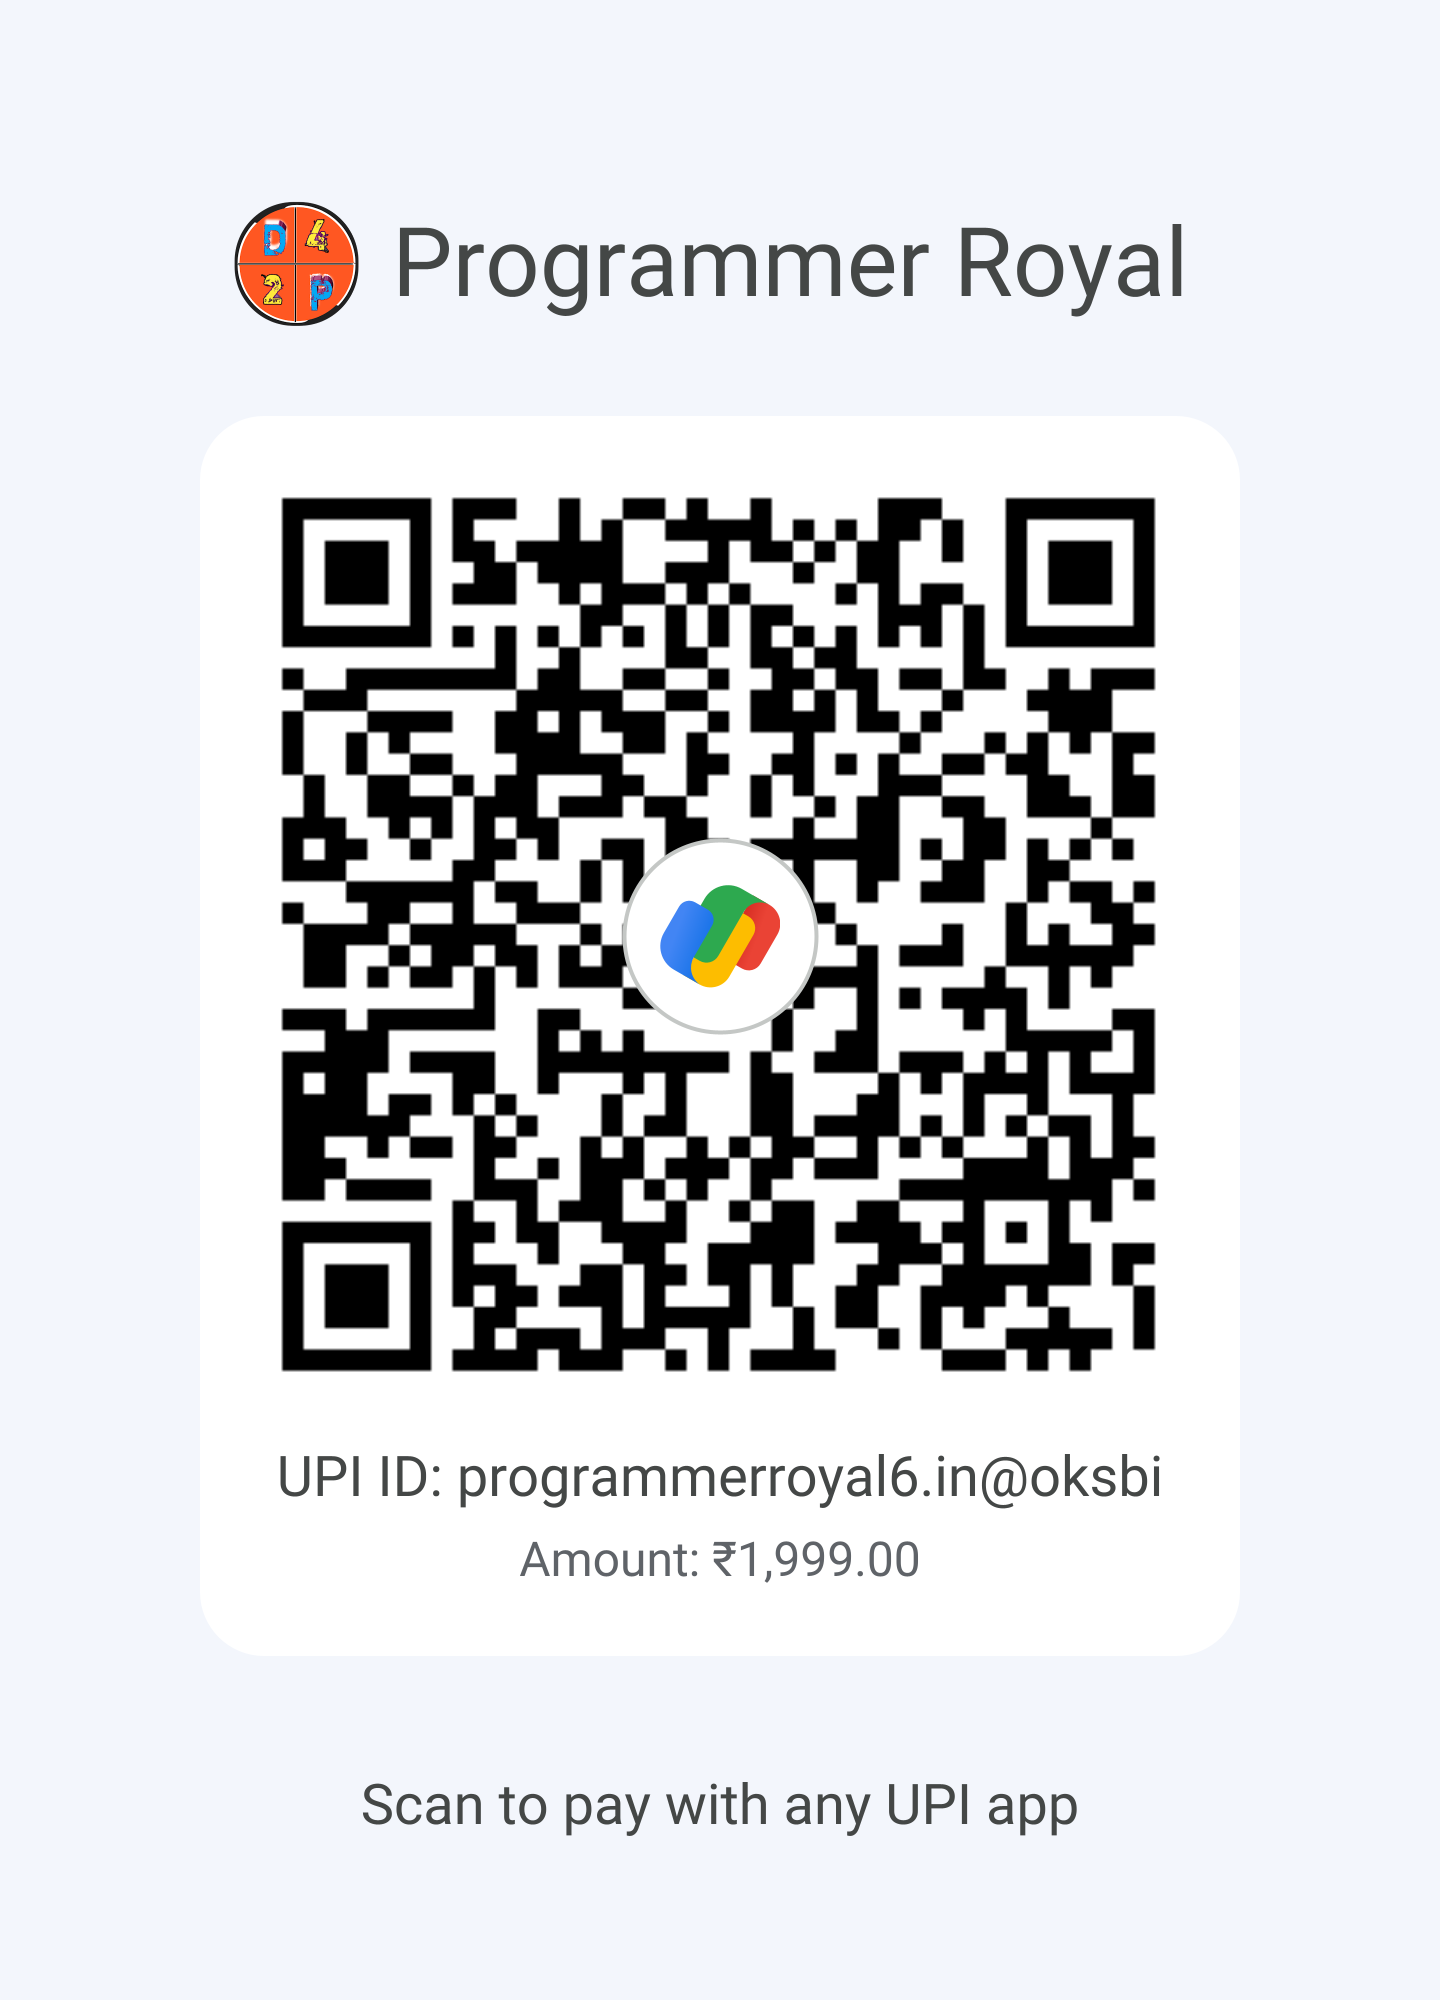 D 4
2 P
Programmer Royal
UPI ID: programmerroyal6.in@oksbi
Amount: ₹1,999.00
Scan to pay with any UPI app